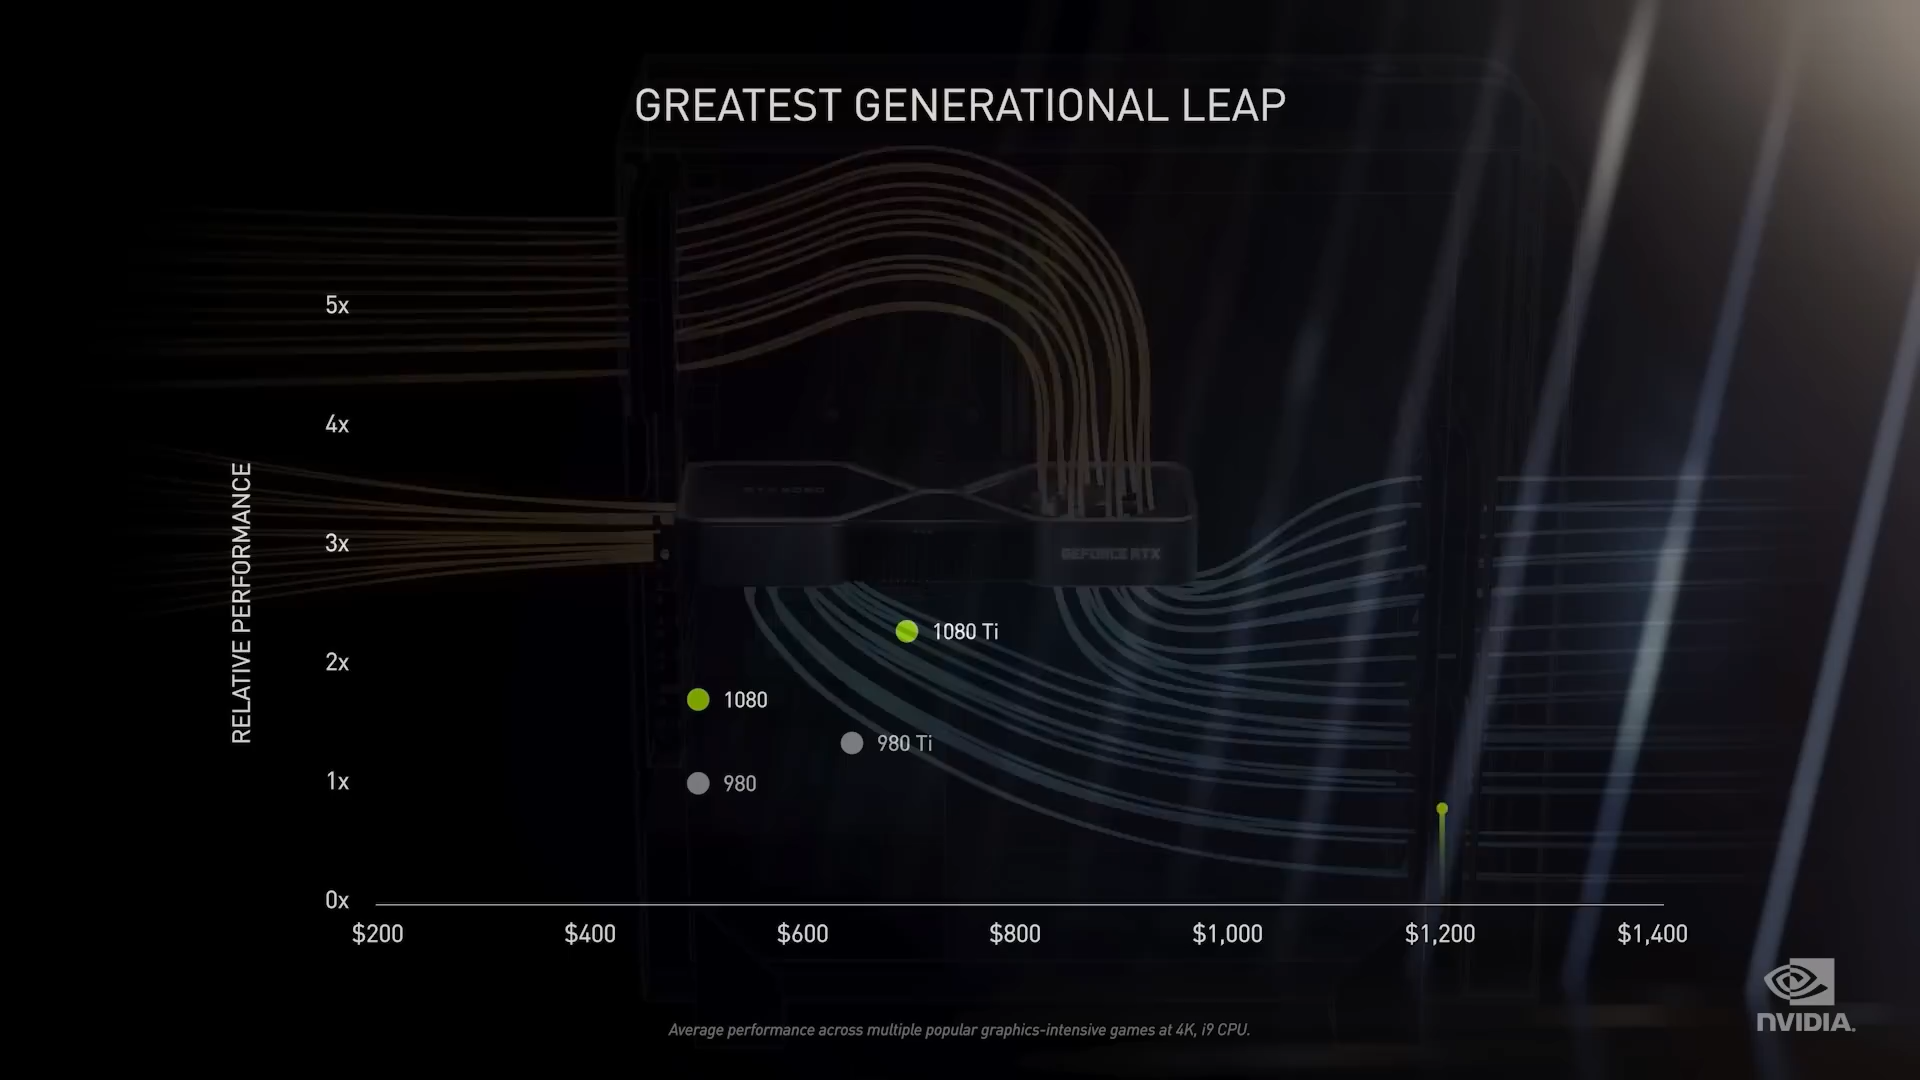 GREATEST GENERATIONAL LEAP
RELATIVE PERFORMANCE
5x
4x
3x
2x
1x
0x
GEFORCE RTX
1080 Ti
1080
980 Ti
980
$200 $400 $600 $800 $1,000 $1,200 $1,400
Average performance across multiple popular graphics-intensive games at 4K, i9 CPU.
NVIDIA.